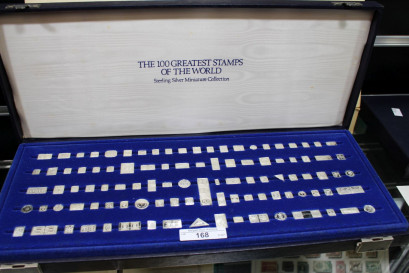 THE 100 GREATEST STAMPS
OF THE WORLD
Sterling Silver Miniature Collection
168